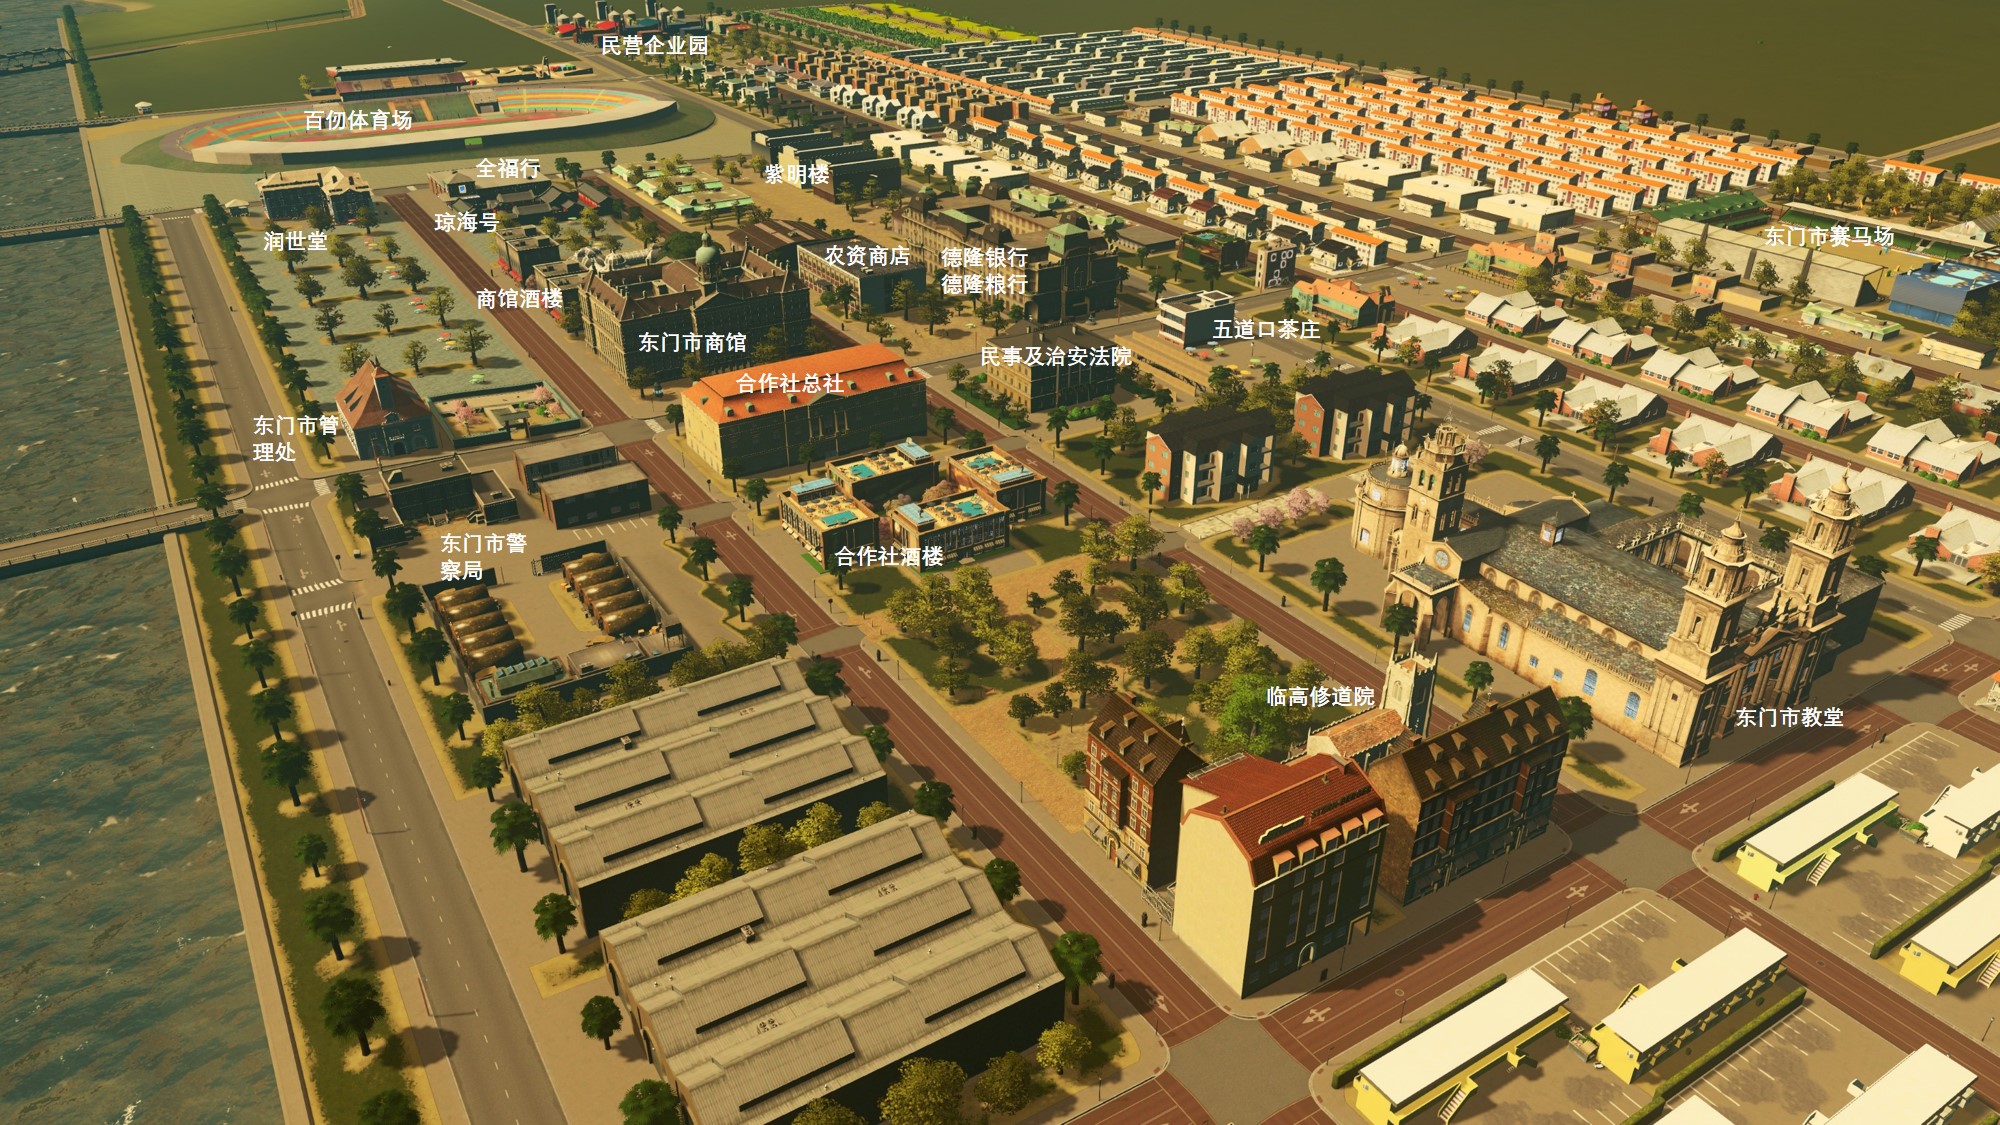 民营企业园
百仞体育场
全福行
紫明楼
琼海号
润世堂
东门市赛马场
农资商店
德隆银行
德隆粮行
商馆酒楼
五道口茶庄
东门市商馆
民事及治安法院
合作社总社
东门市管
理处
东门市警
察局
合作社酒楼
临高修道院
东门市教堂